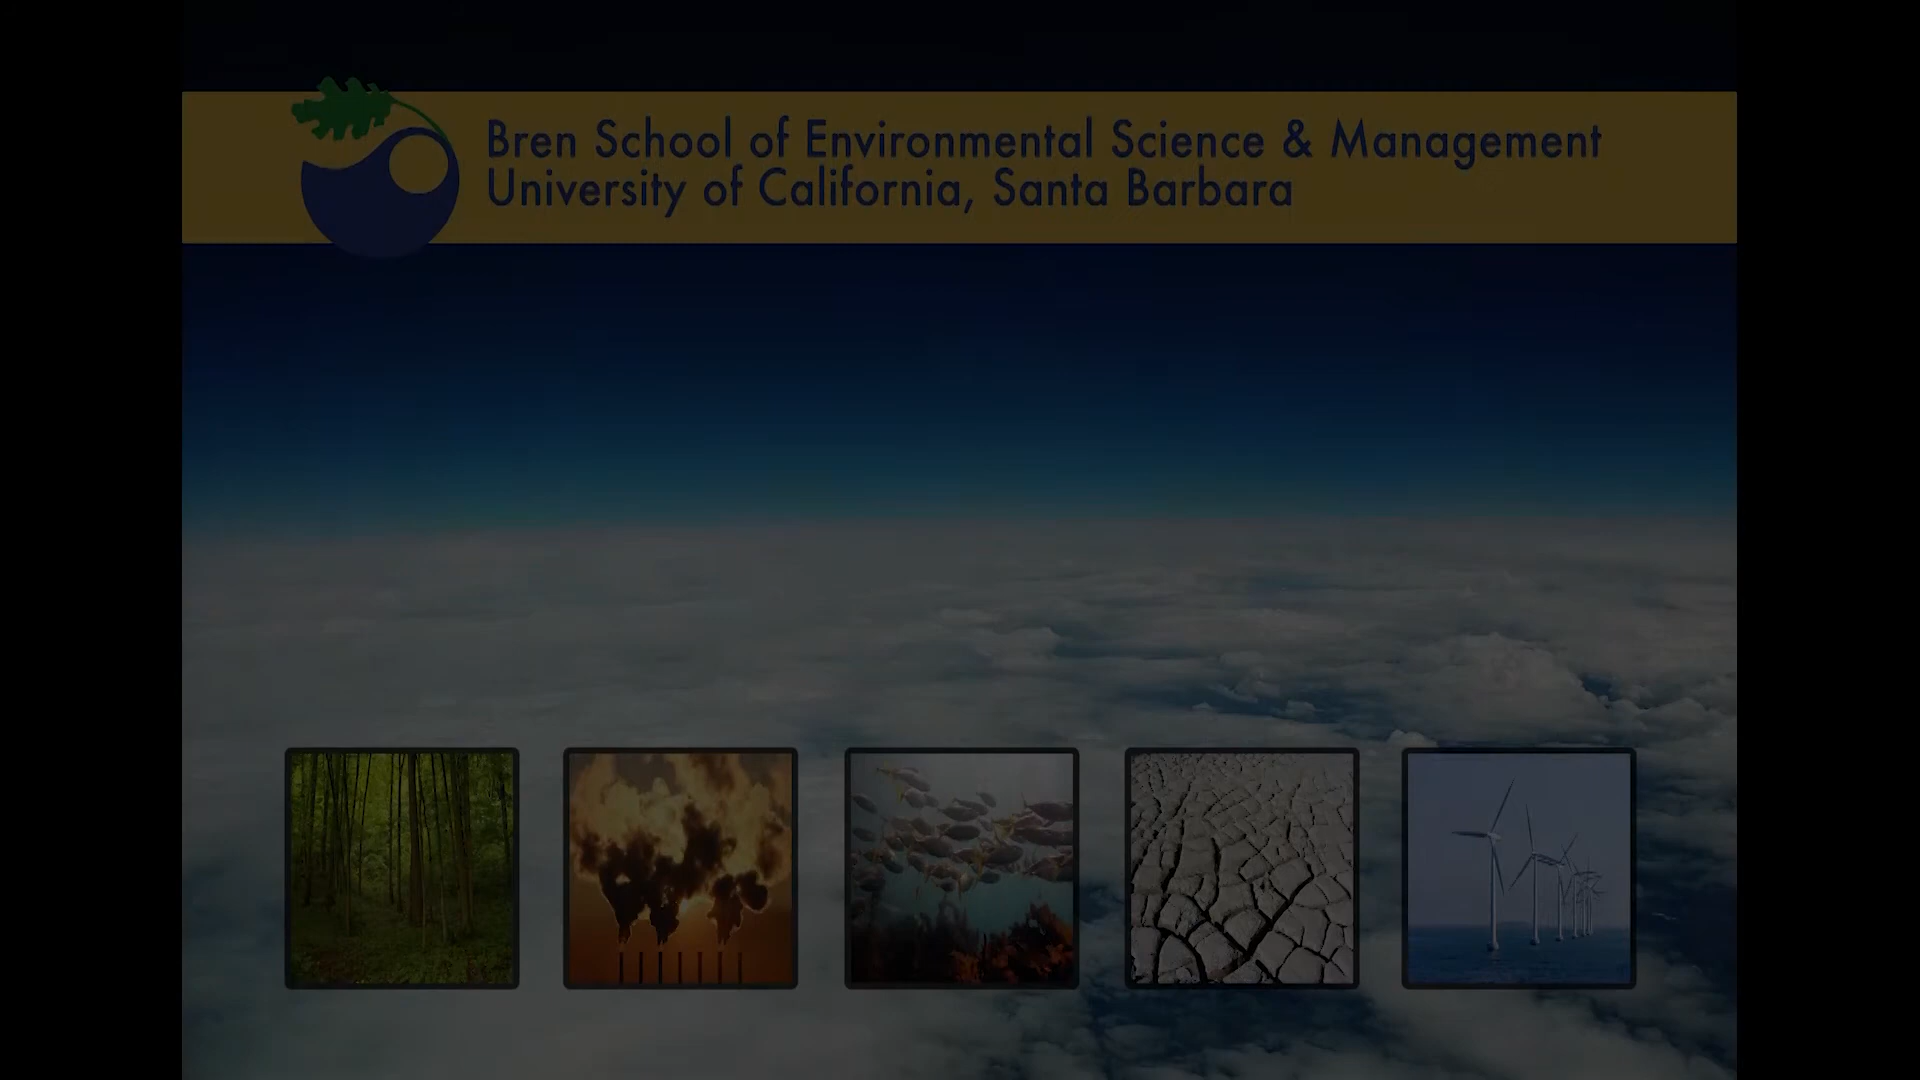 Bren School of Environmental Science & Management
University of California, Santa Barbara